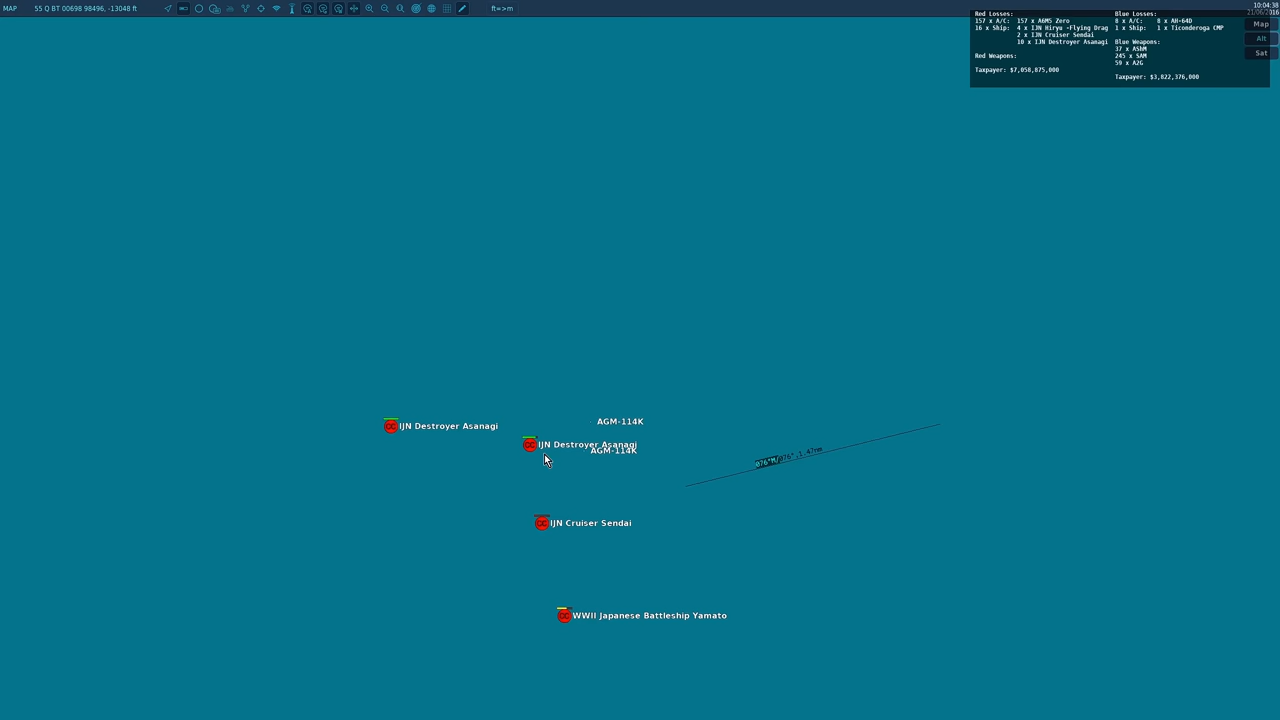 MAP 55 Q BT 00698 98496, -13048 ft ft=>m 10:04:38
Red Losses: Blue Losses:
157 x A/C: 157 x A6M5 Zero 8 x A/C: 8 x AH-64D
16 x Ship: 4 x IJN Hiryu -Flying Drag 1 x Ship: 1 x Ticonderoga CMP
2 x IJN Cruiser Sendai
10 x IJN Destroyer Asanagi Blue Weapons:
37 x AShM
Red Weapons: 245 x SAM
59 x A2G
Taxpayer: $7,058,875,000
Taxpayer: $3,822,376,000
Map
Alt
Sat
AGM-114K
IJN Destroyer Asanagi
IJN Destroyer Asanagi
AGM-114K
076°, 1.47nm
IJN Cruiser Sendai
WWII Japanese Battleship Yamato